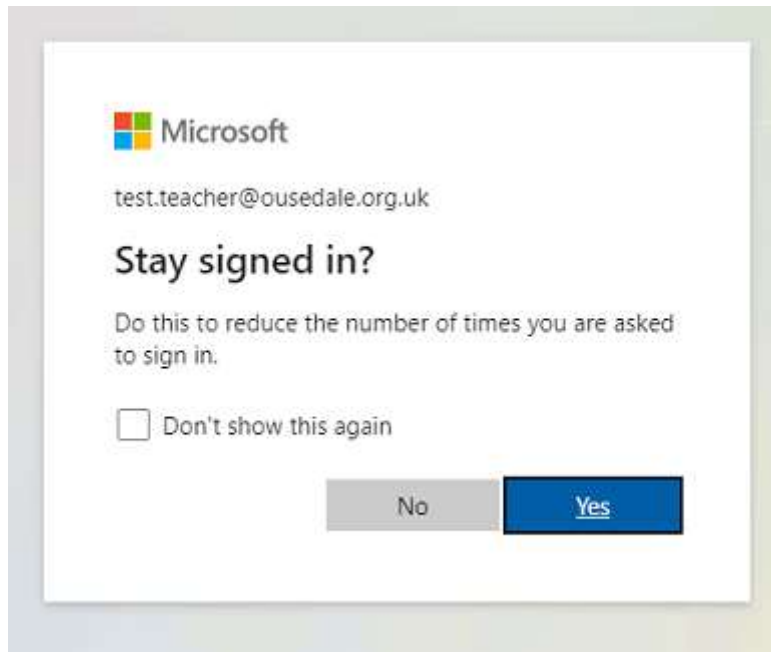 Microsoft
test.teacher@ousedale.org.uk
Stay signed in?
Do this to reduce the number of times you are asked
to sign in.
Don't show this again
No
Yes